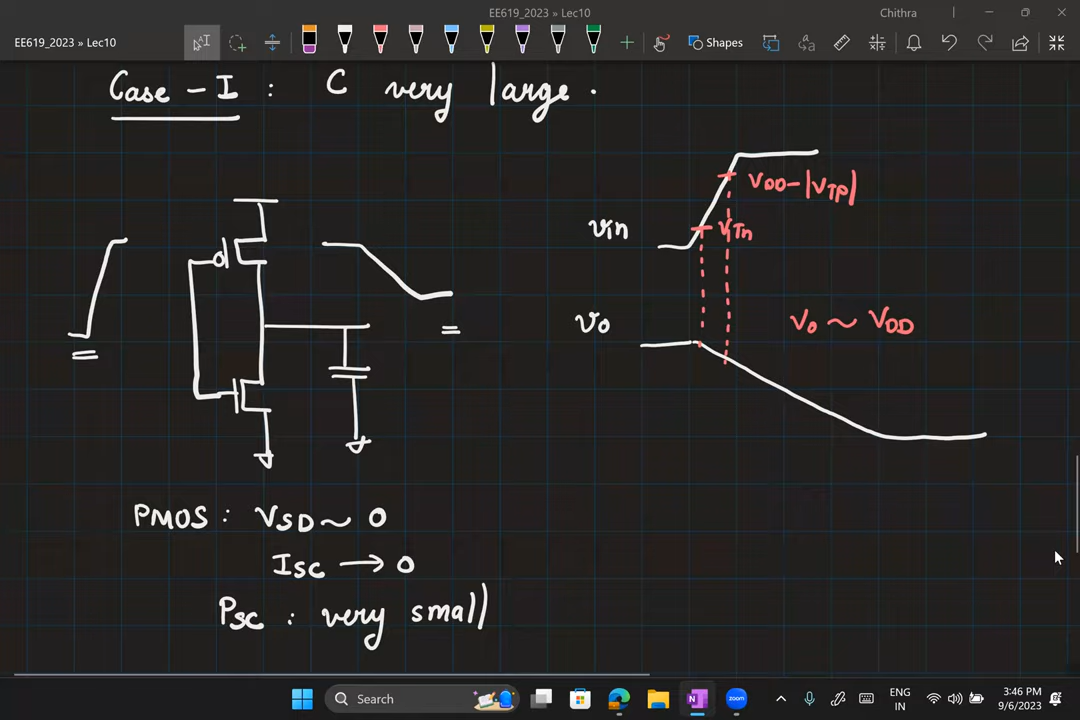 EE619_2023 » Lec10
Chithra
EE619_2023 » Lec10
Shapes
Case - I : C very large.
VDD-|VTp|
Vin
VTn
Vo
Vo ~ VDD
PMOS: VSD ~ 0
ISC → 0
PSC : very small
Search
ENG
IN
3:46 PM
9/6/2023